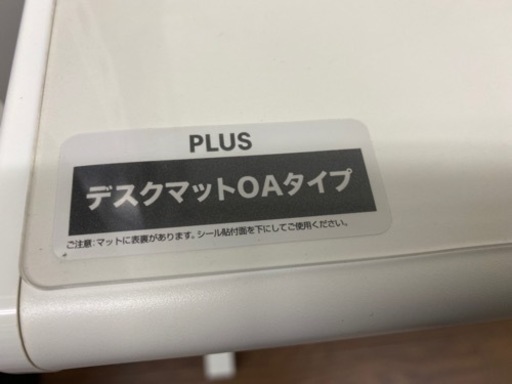 PLUS
デスクマットOAタイプ
ご注意:マットに表裏があります。シール貼付面を下にしてご使用ください。